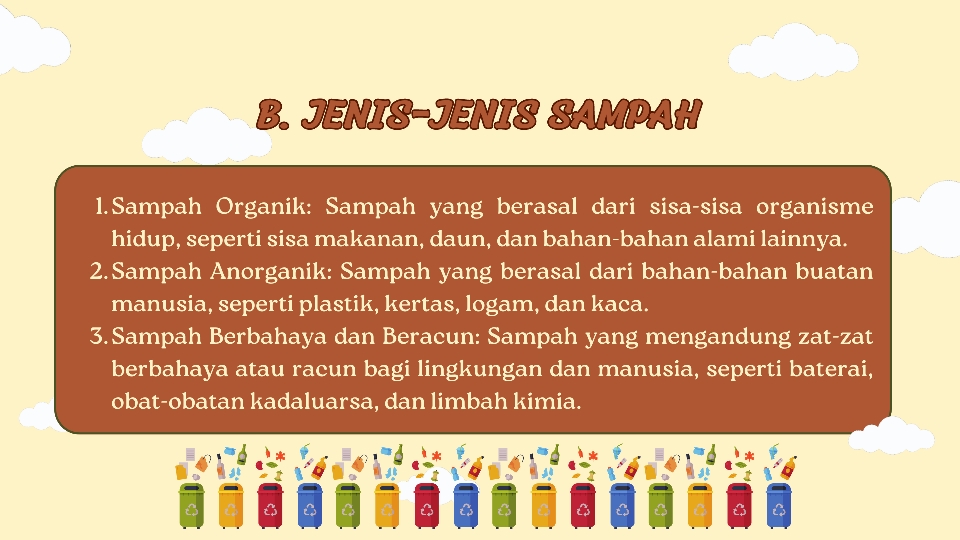 B. JENIS-JENIS SAMPAH
1. Sampah Organik: Sampah yang berasal dari sisa-sisa organisme
hidup, seperti sisa makanan, daun, dan bahan-bahan alami lainnya.
2. Sampah Anorganik: Sampah yang berasal dari bahan-bahan buatan
manusia, seperti plastik, kertas, logam, dan kaca.
3. Sampah Berbahaya dan Beracun: Sampah yang mengandung zat-zat
berbahaya atau racun bagi lingkungan dan manusia, seperti baterai,
obat-obatan kadaluarsa, dan limbah kimia.